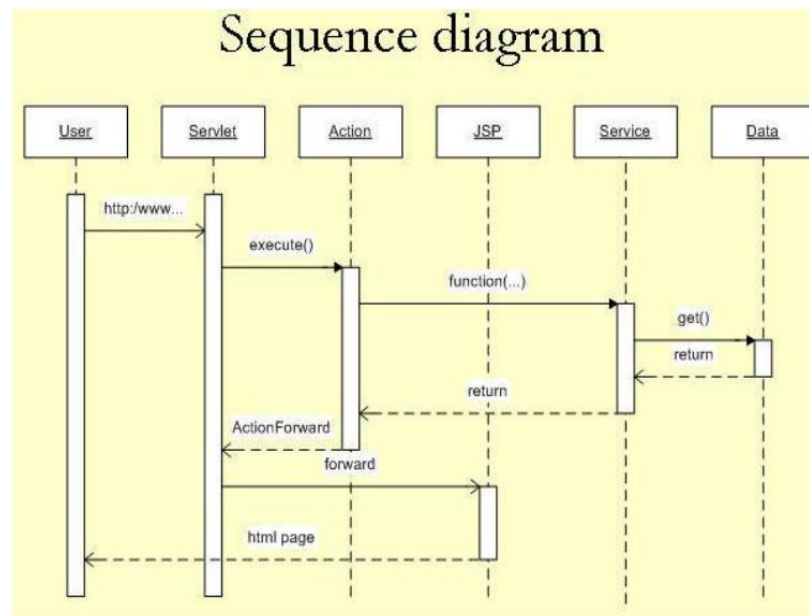 Sequence diagram
User Servlet Action JSP Service Data
http:/www...
execute()
function(...)
get()
return
return
ActionForward
forward
html page